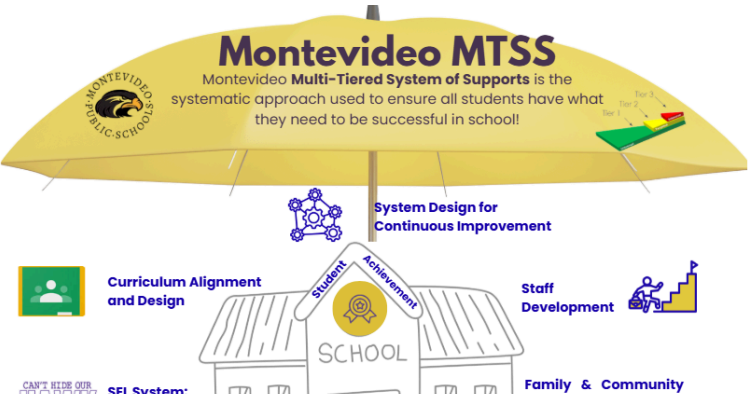 Montevideo MTSS
Montevideo Multi-Tiered System of Supports is the
systematic approach used to ensure all students have what
they need to be successful in school!
MONTEVIDEO
PUBLIC SCHOOLS
Tier 1
Tier 2
Tier 3
System Design for
Continuous Improvement
Curriculum Alignment
and Design
Student
Achievement
SCHOOL
Staff
Development
CAN'T HIDE OUR
SEL System:
Family & Community